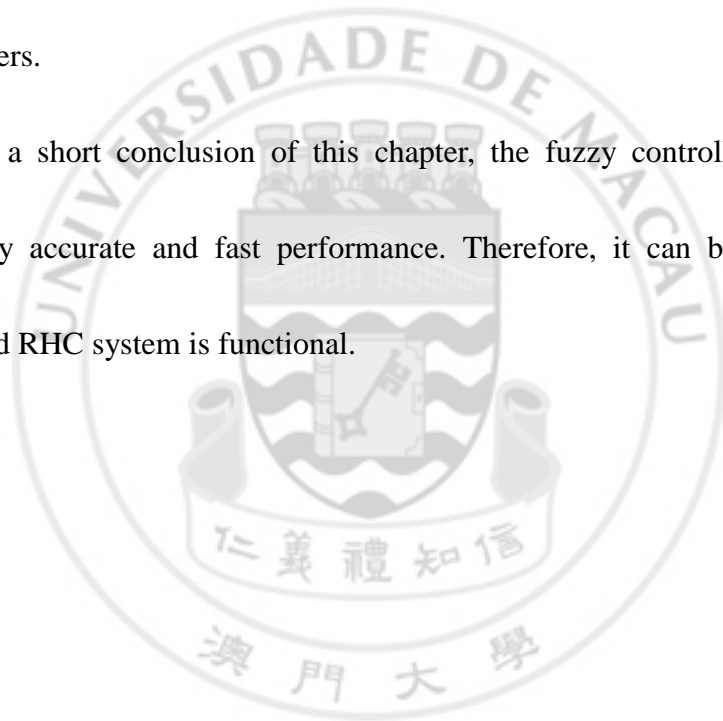 ers.
a short conclusion of this chapter, the fuzzy controll
y accurate and fast performance. Therefore, it can b
d RHC system is functional.
UNIVERSIDADE DE MACAU
仁義禮知信
澳門大學